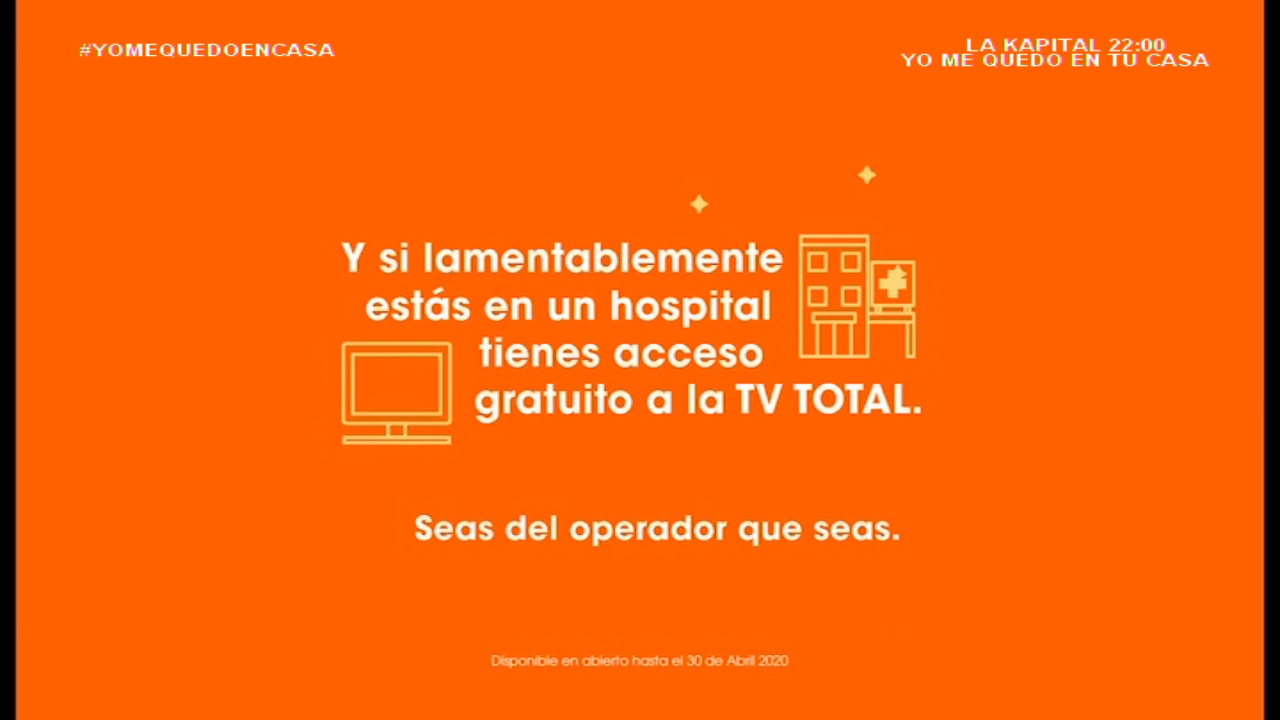 #YOMEQUEDOENCASA
LA KAPITAL 22:00
YO ME QUEDO EN TU CASA
Y si lamentablemente
estás en un hospital
tienes acceso
gratuito a la TV TOTAL.
Seas del operador que seas.
Disponible en abierto hasta el 30 de Abril 2020